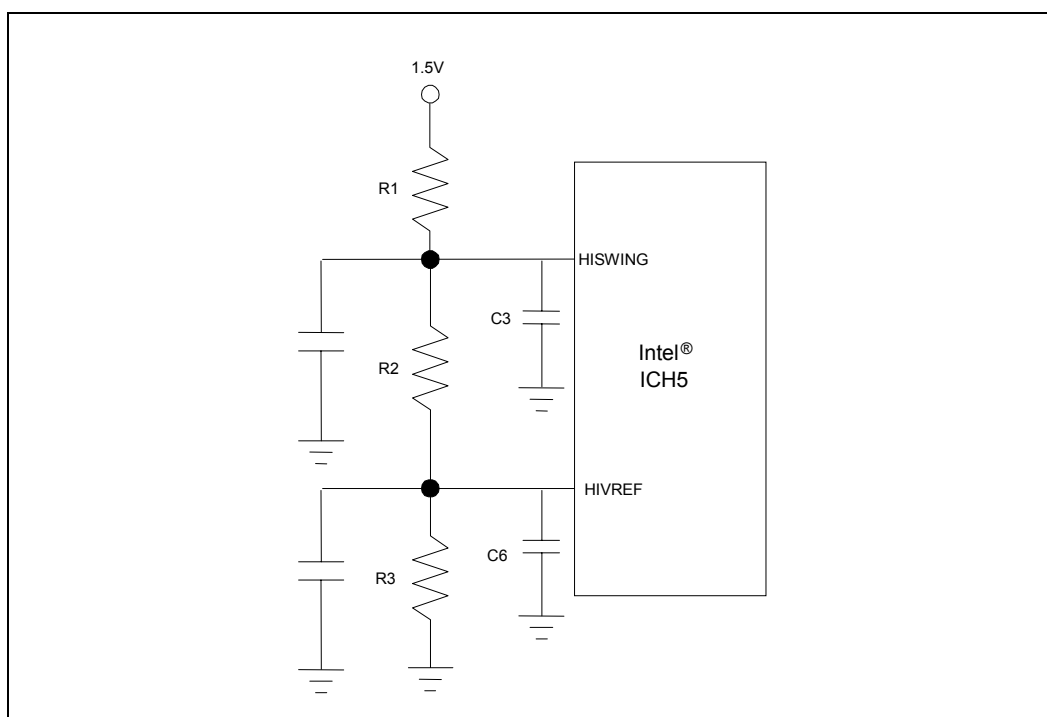 1.5V
R1
HISWING
C3
R2
Intel®
ICH5
HIVREF
C6
R3